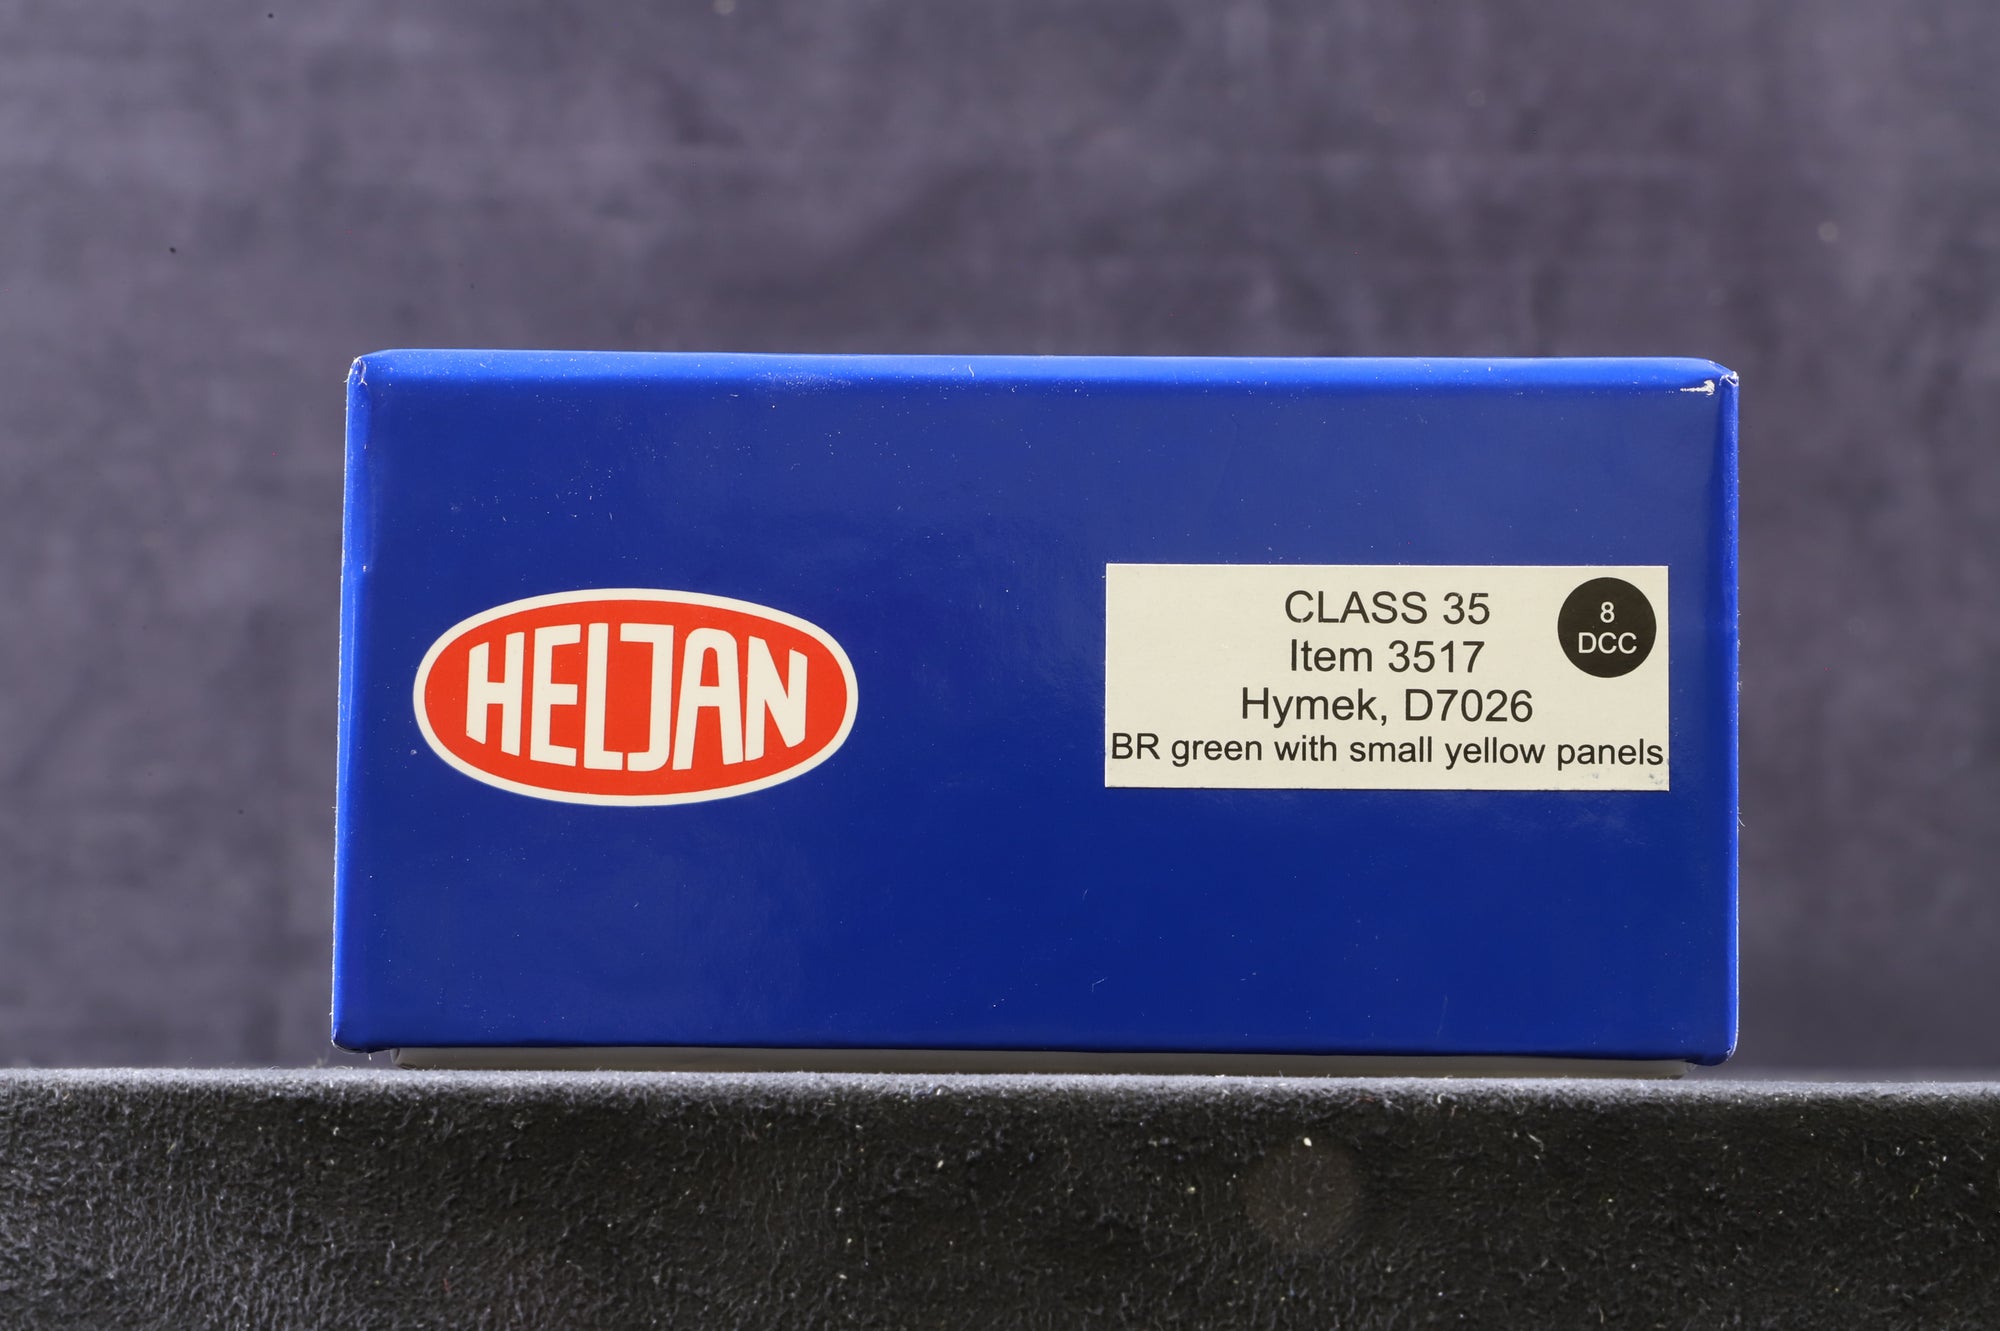 HELJAN
CLASS 35
Item 3517
Hymek, D7026
BR green with small yellow panels
8
DCC